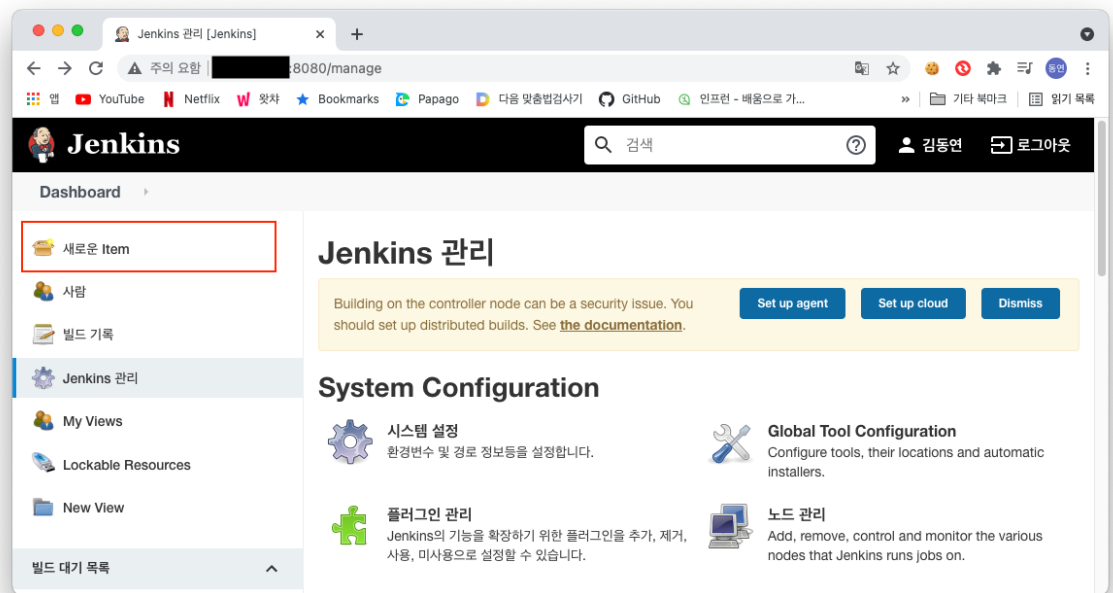 Jenkins 관리 [Jenkins]
주의 요함 :8080/manage
앱 YouTube Netflix 왓챠 Bookmarks Papago 다음 맞춤법검사기 GitHub 인프런 - 배움으로 가... » 기타 북마크 읽기 목록
동연
Jenkins
검색
김동연
로그아웃
Dashboard
새로운 Item
사람
빌드 기록
Jenkins 관리
My Views
Lockable Resources
New View
빌드 대기 목록
Jenkins 관리
Building on the controller node can be a security issue. You
should set up distributed builds. See the documentation.
Set up agent
Set up cloud
Dismiss
System Configuration
시스템 설정
환경변수 및 경로 정보등을 설정합니다.
Global Tool Configuration
Configure tools, their locations and automatic
installers.
플러그인 관리
Jenkins의 기능을 확장하기 위한 플러그인을 추가, 제거,
사용, 미사용으로 설정할 수 있습니다.
노드 관리
Add, remove, control and monitor the various
nodes that Jenkins runs jobs on.